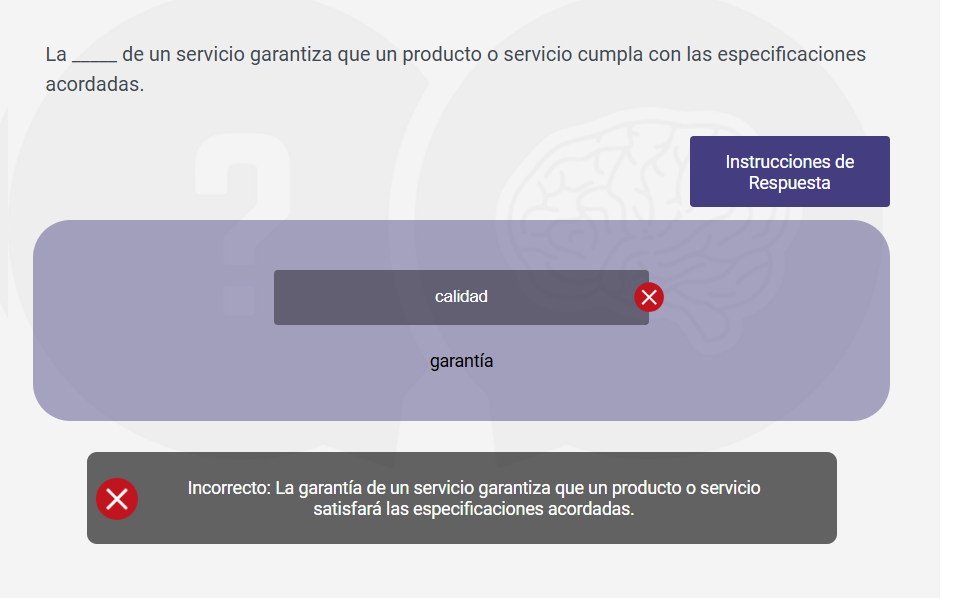 La _____ de un servicio garantiza que un producto o servicio cumpla con las especificaciones
acordadas.
Instrucciones de
Respuesta
calidad
garantía
Incorrecto: La garantía de un servicio garantiza que un producto o servicio
satisfará las especificaciones acordadas.